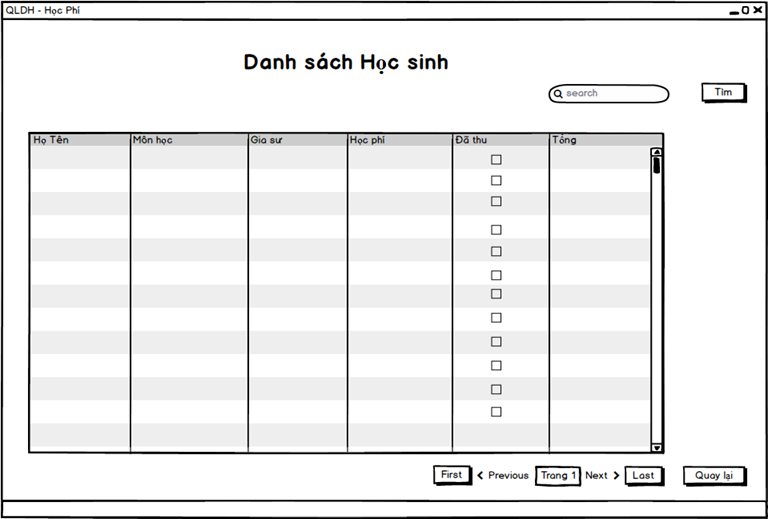 QLDH - Học Phí
Danh sách Học sinh
search
Tìm
Họ Tên Môn học Gia sư Học phí Đã thu Tổng
First Previous Trang 1 Next Last Quay lại